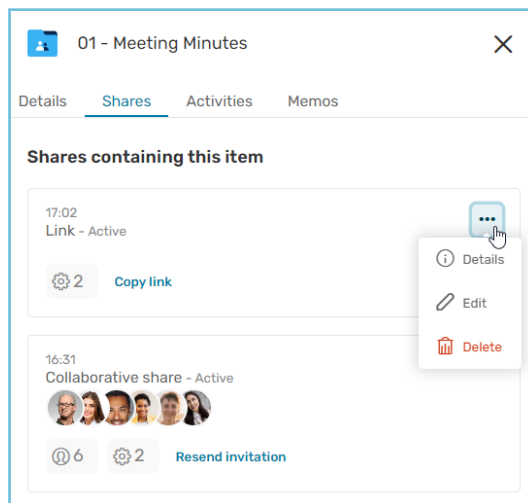 01 - Meeting Minutes
Details Shares Activities Memos
Shares containing this item
17:02
Link - Active
2 Copy link
Details
Edit
Delete
16:31
Collaborative share - Active
6 2 Resend invitation